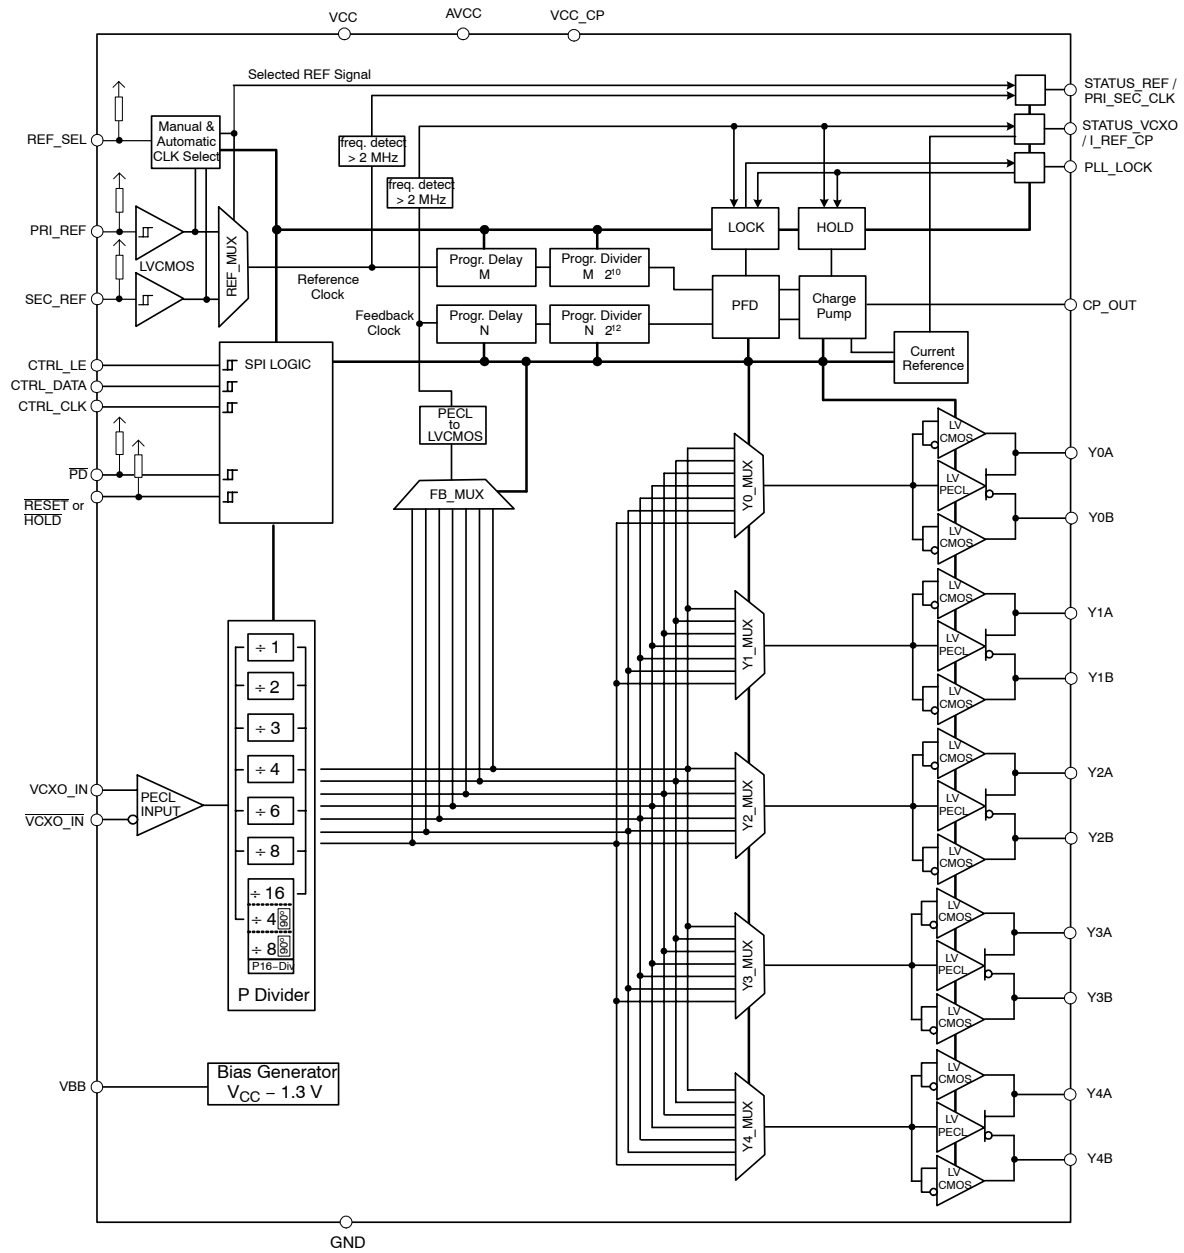 VCC
AVCC
VCC_CP
Selected REF Signal
STATUS_REF /
PRI_SEC_CLK
REF_SEL
Manual &
Automatic
CLK Select
freq. detect
> 2 MHz
STATUS_VCXO
/ I_REF_CP
PLL_LOCK
freq. detect
> 2 MHz
PRI_REF
LVCMOS
REF_MUX
LOCK
HOLD
SEC_REF
Reference
Clock
Progr. Delay
M
Progr. Divider
M 2¹⁰
PFD
Charge
Pump
CP_OUT
Feedback
Clock
Progr. Delay
N
Progr. Divider
N 2¹²
Current
Reference
CTRL_LE
CTRL_DATA
CTRL_CLK
SPI LOGIC
PECL
to
LVCMOS
PD
RESET or
HOLD
FB_MUX
Y0_MUX
LV
CMOS
LV
PECL
LV
CMOS
Y0A
Y0B
Y1_MUX
LV
CMOS
LV
PECL
LV
CMOS
Y1A
Y1B
÷ 1
÷ 2
÷ 3
÷ 4
÷ 6
÷ 8
÷ 16
÷ 4 90°
÷ 8 90°
P16−Div
P Divider
VCXO_IN
VCXO_IN
PECL
INPUT
Y2_MUX
LV
CMOS
LV
PECL
LV
CMOS
Y2A
Y2B
Y3_MUX
LV
CMOS
LV
PECL
LV
CMOS
Y3A
Y3B
VBB
Bias Generator
VCC − 1.3 V
Y4_MUX
LV
CMOS
LV
PECL
LV
CMOS
Y4A
Y4B
GND